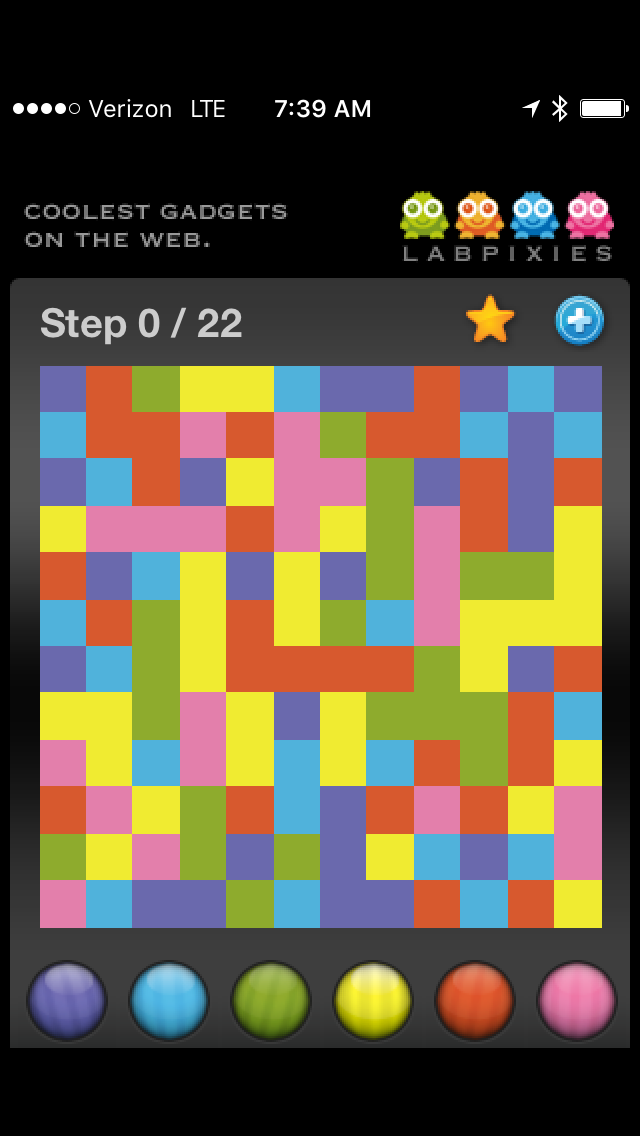 Verizon LTE 7:39 AM
COOLEST GADGETS
ON THE WEB.
LABPIXIES
Step 0 / 22